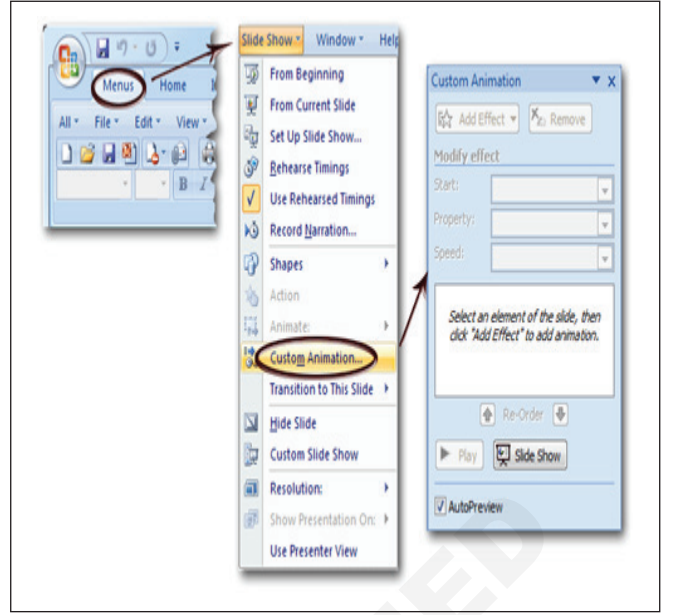 Menus Home
All File Edit View
B I
Slide Show Window Help
From Beginning
From Current Slide
Set Up Slide Show...
Rehearse Timings
Use Rehearsed Timings
Record Narration...
Shapes
Action
Animate:
Custom Animation...
Transition to This Slide
Hide Slide
Custom Slide Show
Resolution:
Show Presentation On:
Use Presenter View
Custom Animation
Add Effect Remove
Modify effect
Start:
Property:
Speed:
Select an element of the slide, then
click "Add Effect" to add animation.
Re-Order
Play Slide Show
AutoPreview